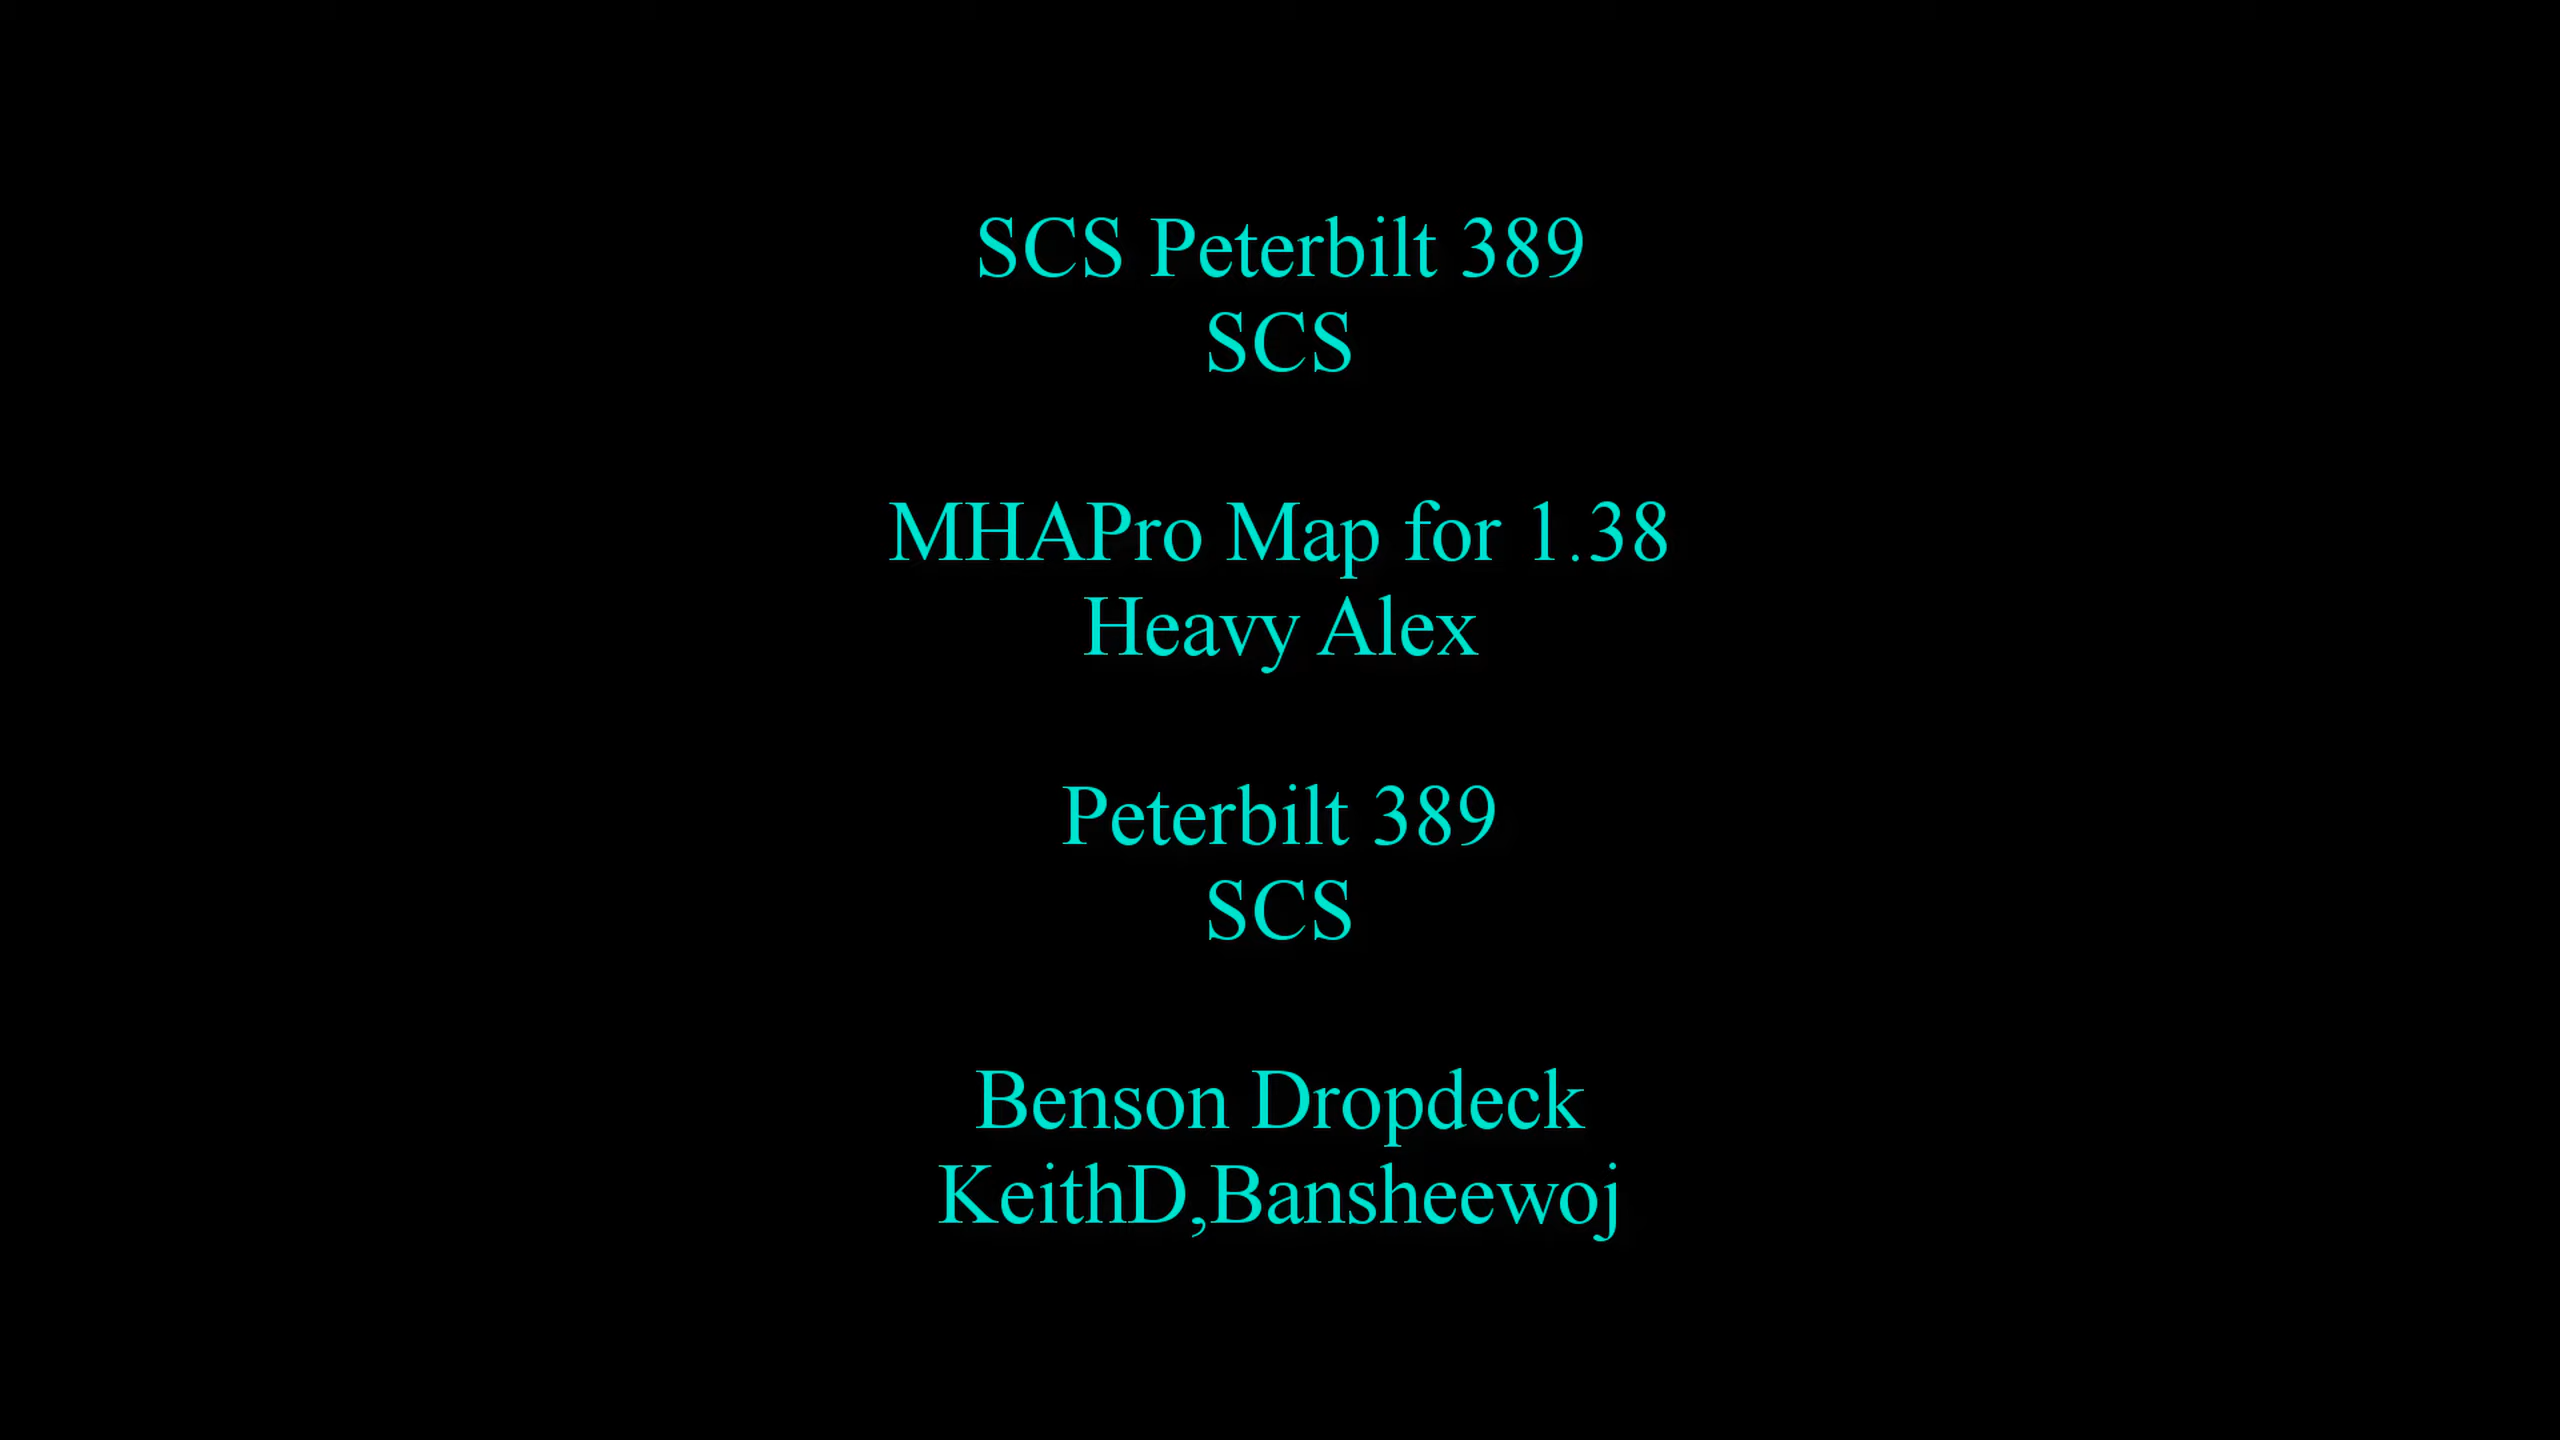 SCS Peterbilt 389
SCS
MHAPro Map for 1.38
Heavy Alex
Peterbilt 389
SCS
Benson Dropdeck
KeithD,Bansheewoj